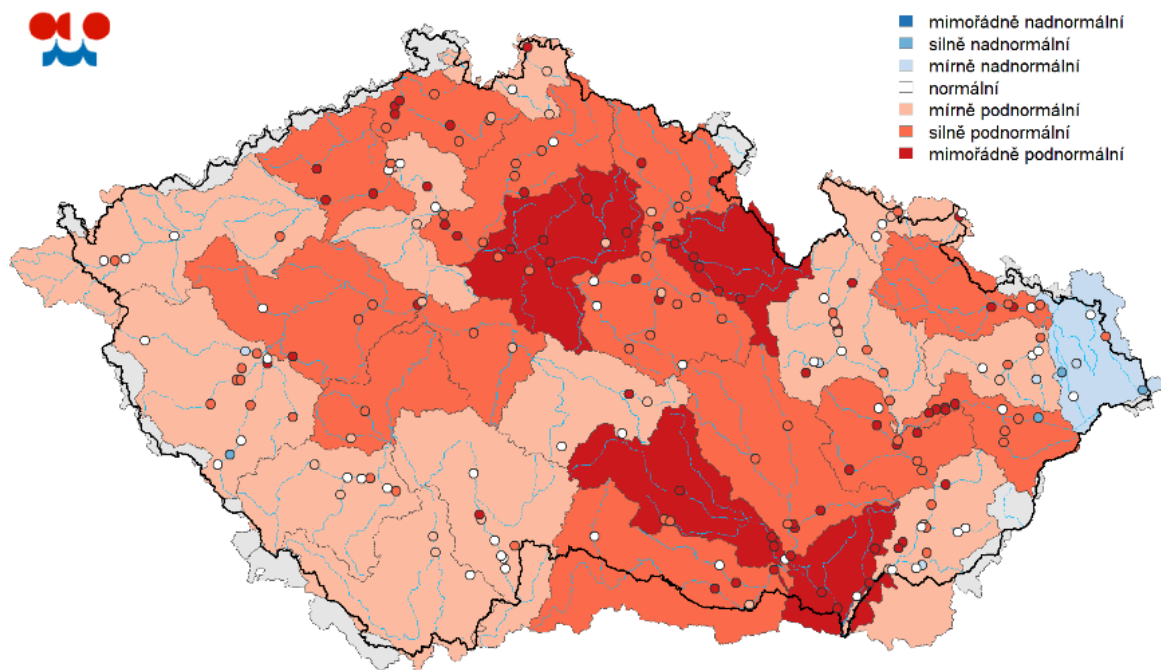 mimořádně nadnormální
silně nadnormální
mírně nadnormální
normální
mírně podnormální
silně podnormální
mimořádně podnormální